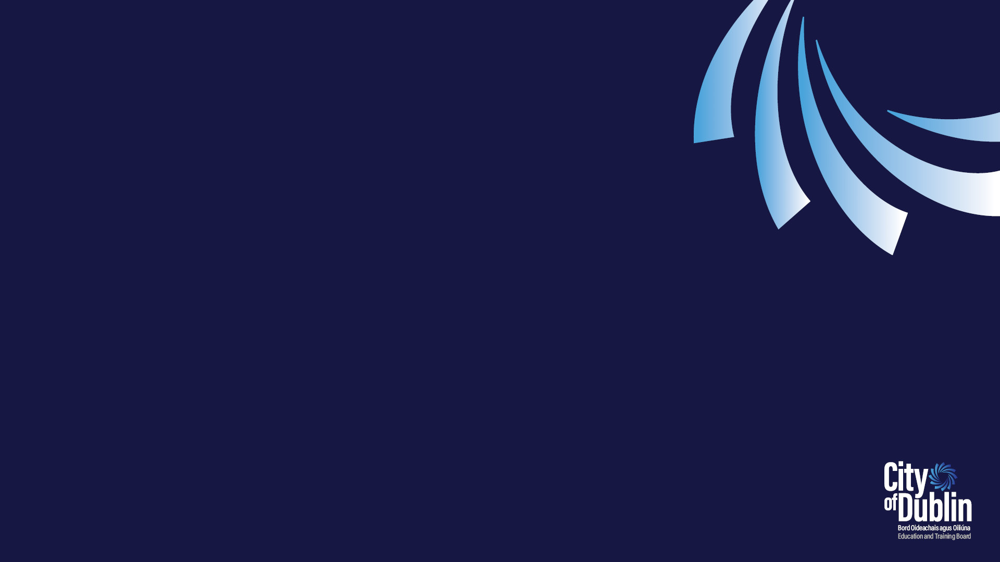 City
of Dublin
Bord Oideachais agus Oiliúna
Education and Training Board